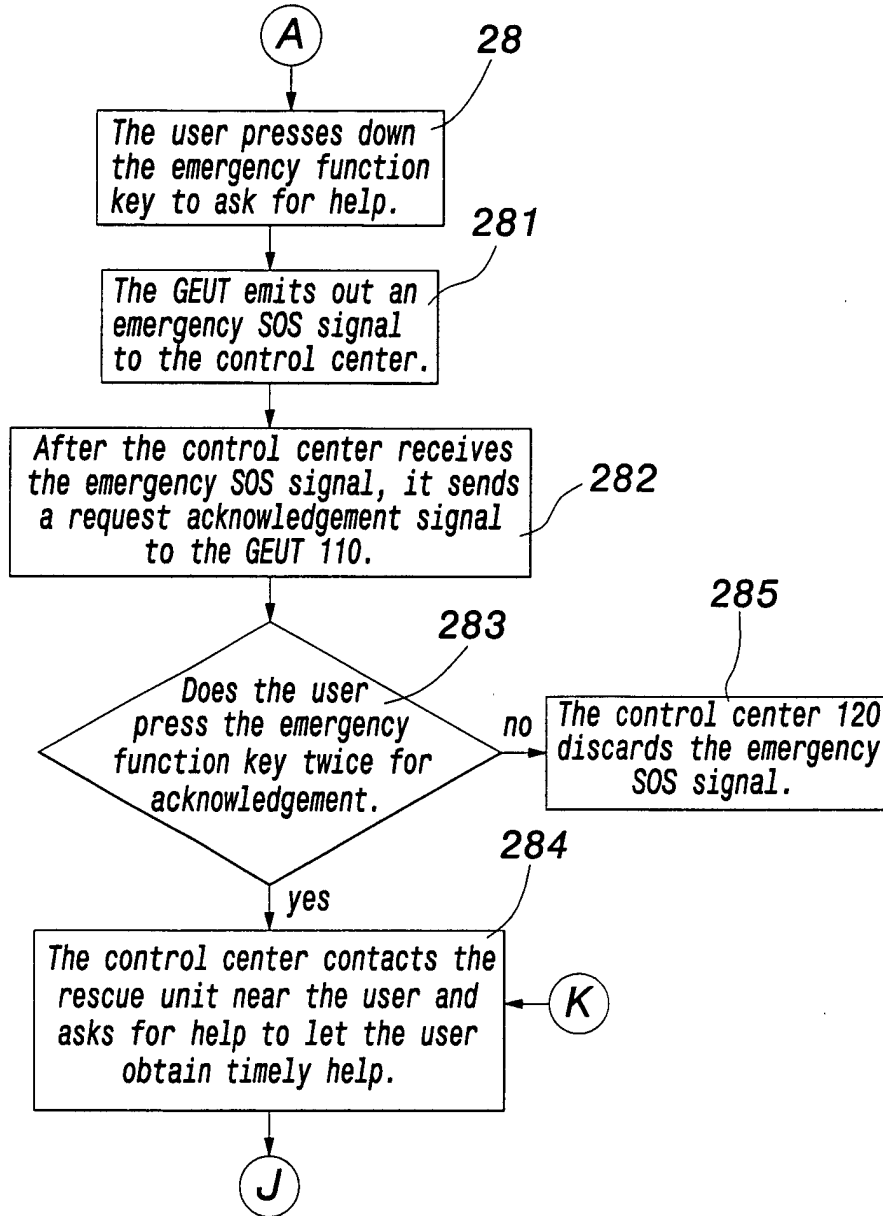 A
28
The user presses down
the emergency function
key to ask for help.
281
The GEUT emits out an
emergency SOS signal
to the control center.
After the control center receives
the emergency SOS signal, it sends
a request acknowledgement signal
to the GEUT 110.
282
283
Does the user
press the emergency
function key twice for
acknowledgement.
no
285
The control center 120
discards the emergency
SOS signal.
yes
284
The control center contacts the
rescue unit near the user and
asks for help to let the user
obtain timely help.
K
J